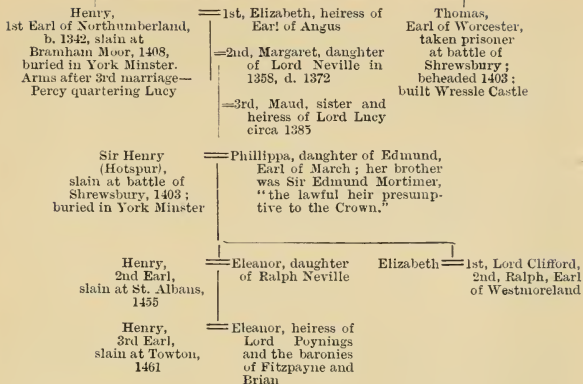 Henry,
1st Earl of Northumberland,
b. 1342, slain at
Bramham Moor, 1408,
buried in York Minster.
Arms after 3rd marriage—
Percy quartering Lucy
=1st, Elizabeth, heiress of
Earl of Angus
=2nd, Margaret, daughter
of Lord Neville in
1358, d. 1372
=3rd, Maud, sister and
heiress of Lord Lucy
circa 1385
Thomas,
Earl of Worcester,
taken prisoner
at battle of
Shrewsbury;
beheaded 1403;
built Wressle Castle
Sir Henry
(Hotspur),
slain at battle of
Shrewsbury, 1403;
buried in York Minster
=Phillippa, daughter of Edmund,
Earl of March; her brother
was Sir Edmund Mortimer,
"the lawful heir presump-
tive to the Crown."
Henry,
2nd Earl,
slain at St. Albans,
1455
=Eleanor, daughter
of Ralph Neville
Elizabeth=1st, Lord Clifford,
2nd, Ralph, Earl
of Westmoreland
Henry,
3rd Earl,
slain at Towton,
1461
=Eleanor, heiress of
Lord Poynings
and the baronies
of Fitzpayne and
Brian